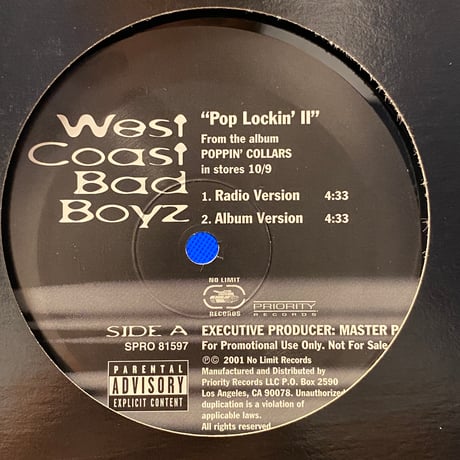 West
Coast
Bad
Boyz
“Pop Lockin’ II”
From the album
POPPIN’ COLLARS
in stores 10/9
1. Radio Version 4:33
2. Album Version 4:33
NO LIMIT
RECORDS
PRIORITY
RECORDS
SIDE A
SPRO 81597
EXECUTIVE PRODUCER: MASTER P
For Promotional Use Only. Not For Sale
℗© 2001 No Limit Records
Manufactured and Distributed by
Priority Records LLC P.O. Box 2590
Los Angeles, CA 90078. Unauthorized
duplication is a violation of
applicable laws.
All rights reserved.
PARENTAL
ADVISORY
EXPLICIT CONTENT